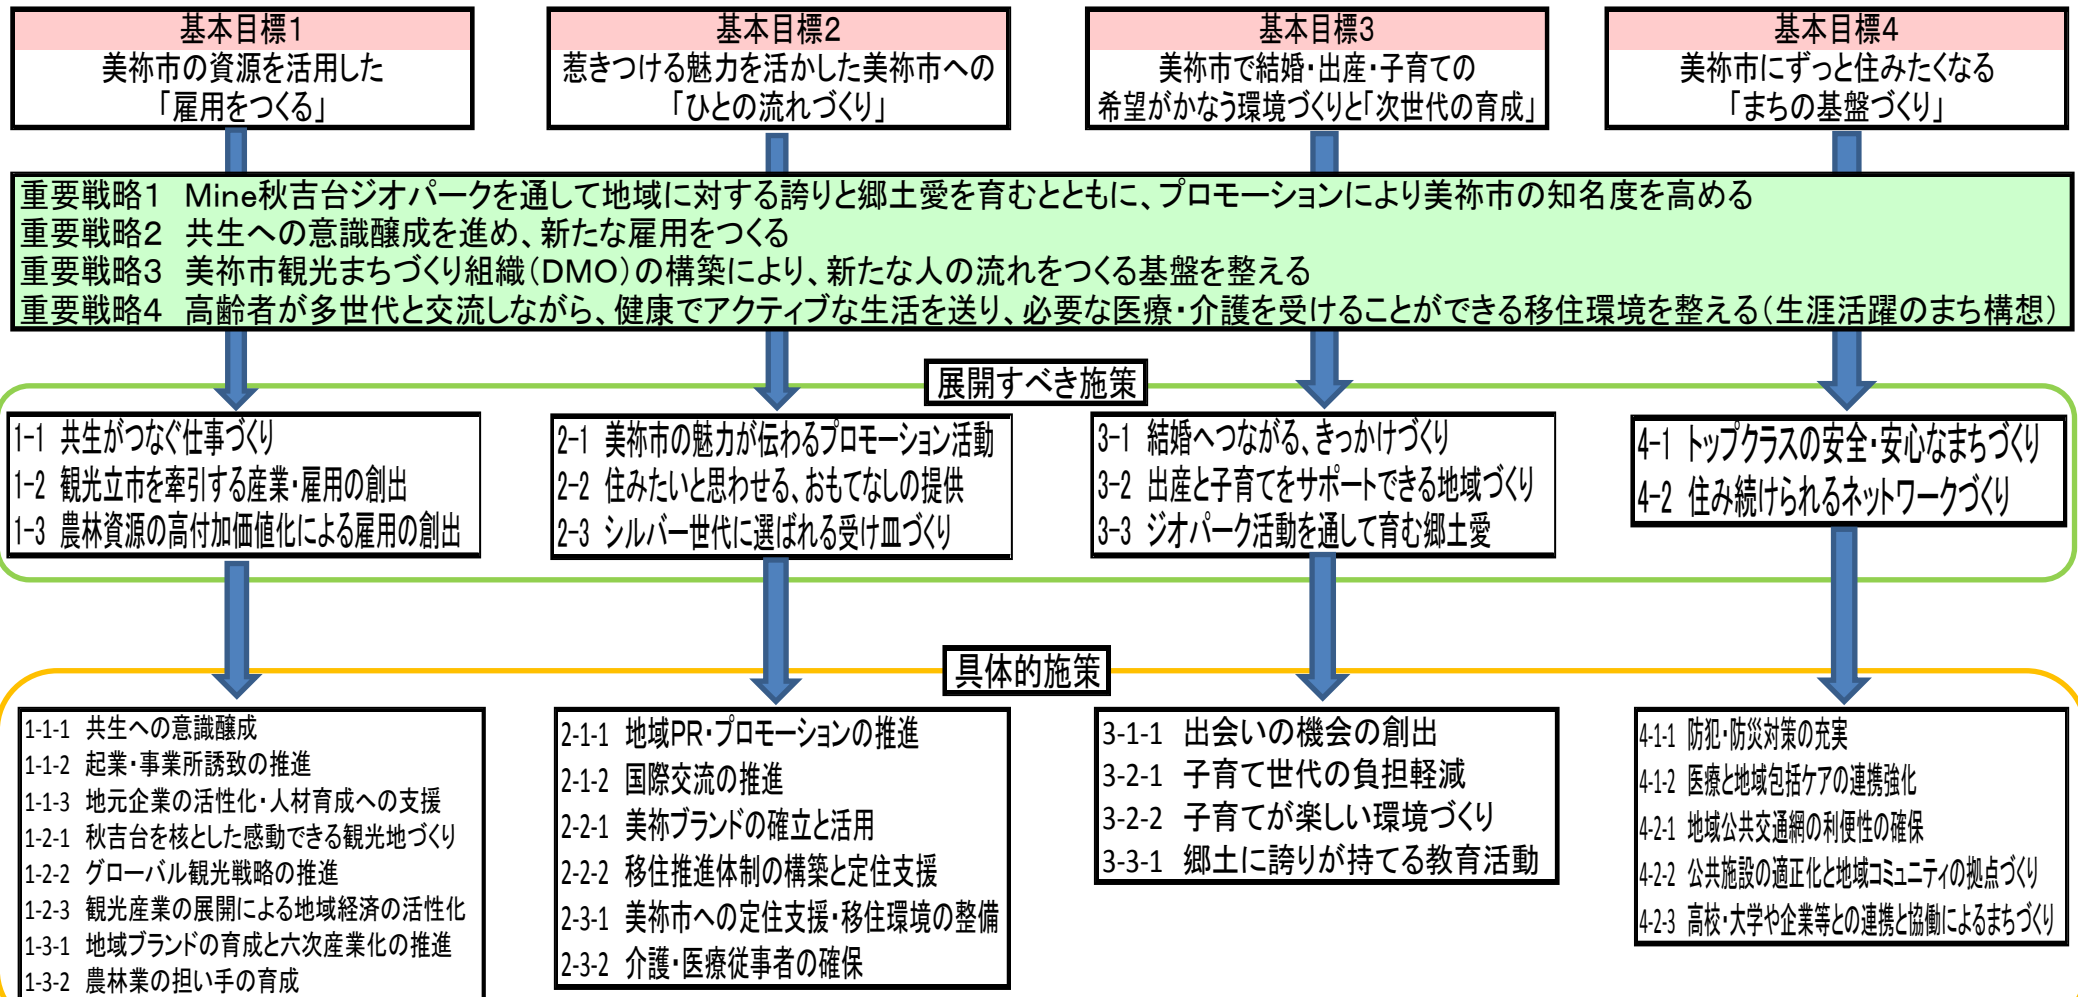 基本目標1
美祢市の資源を活用した
「雇用をつくる」
基本目標2
惹きつける魅力を活かした美祢市への
「ひとの流れづくり」
基本目標3
美祢市で結婚・出産・子育ての
希望がかなう環境づくりと「次世代の育成」
基本目標4
美祢市にずっと住みたくなる
「まちの基盤づくり」
重要戦略1 Mine秋吉台ジオパークを通して地域に対する誇りと郷土愛を育むとともに、プロモーションにより美祢市の知名度を高める
重要戦略2 共生への意識醸成を進め、新たな雇用をつくる
重要戦略3 美祢市観光まちづくり組織(DMO)の構築により、新たな人の流れをつくる基盤を整える
重要戦略4 高齢者が多世代と交流しながら、健康でアクティブな生活を送り、必要な医療・介護を受けることができる移住環境を整える(生涯活躍のまち構想)
展開すべき施策
1-1 共生がつなぐ仕事づくり
1-2 観光立市を牽引する産業・雇用の創出
1-3 農林資源の高付加価値化による雇用の創出
2-1 美祢市の魅力が伝わるプロモーション活動
2-2 住みたいと思わせる、おもてなしの提供
2-3 シルバー世代に選ばれる受け皿づくり
3-1 結婚へつながる、きっかけづくり
3-2 出産と子育てをサポートできる地域づくり
3-3 ジオパーク活動を通して育む郷土愛
4-1 トップクラスの安全・安心なまちづくり
4-2 住み続けられるネットワークづくり
具体的施策
1-1-1 共生への意識醸成
1-1-2 起業・事業所誘致の推進
1-1-3 地元企業の活性化・人材育成への支援
1-2-1 秋吉台を核とした感動できる観光地づくり
1-2-2 グローバル観光戦略の推進
1-2-3 観光産業の展開による地域経済の活性化
1-3-1 地域ブランドの育成と六次産業化の推進
1-3-2 農林業の担い手の育成
2-1-1 地域PR・プロモーションの推進
2-1-2 国際交流の推進
2-2-1 美祢ブランドの確立と活用
2-2-2 移住推進体制の構築と定住支援
2-3-1 美祢市への定住支援・移住環境の整備
2-3-2 介護・医療従事者の確保
3-1-1 出会いの機会の創出
3-2-1 子育て世代の負担軽減
3-2-2 子育てが楽しい環境づくり
3-3-1 郷土に誇りが持てる教育活動
4-1-1 防犯・防災対策の充実
4-1-2 医療と地域包括ケアの連携強化
4-2-1 地域公共交通網の利便性の確保
4-2-2 公共施設の適正化と地域コミュニティの拠点づくり
4-2-3 高校・大学や企業等との連携と協働によるまちづくり